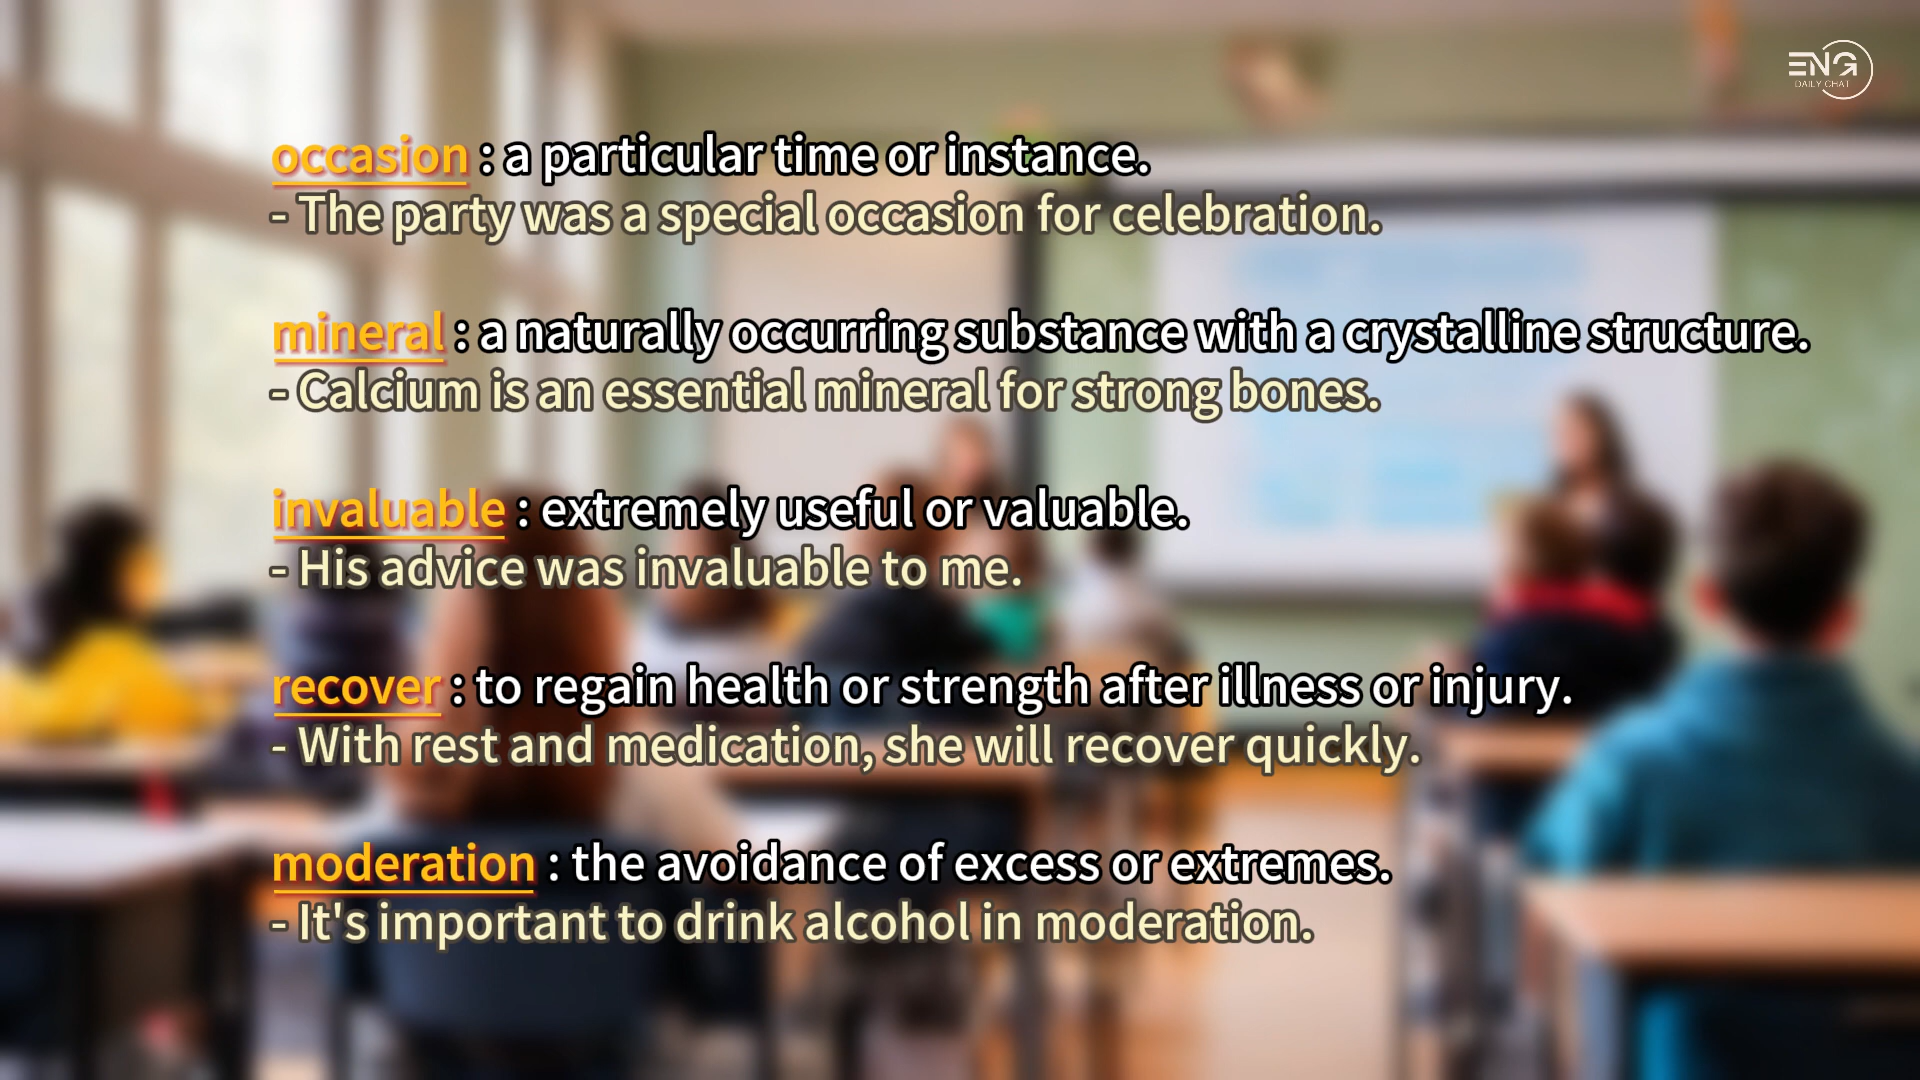 ENG
DAILY CHAT
occasion : a particular time or instance.
- The party was a special occasion for celebration.
mineral : a naturally occurring substance with a crystalline structure.
- Calcium is an essential mineral for strong bones.
invaluable : extremely useful or valuable.
- His advice was invaluable to me.
recover : to regain health or strength after illness or injury.
- With rest and medication, she will recover quickly.
moderation : the avoidance of excess or extremes.
- It's important to drink alcohol in moderation.